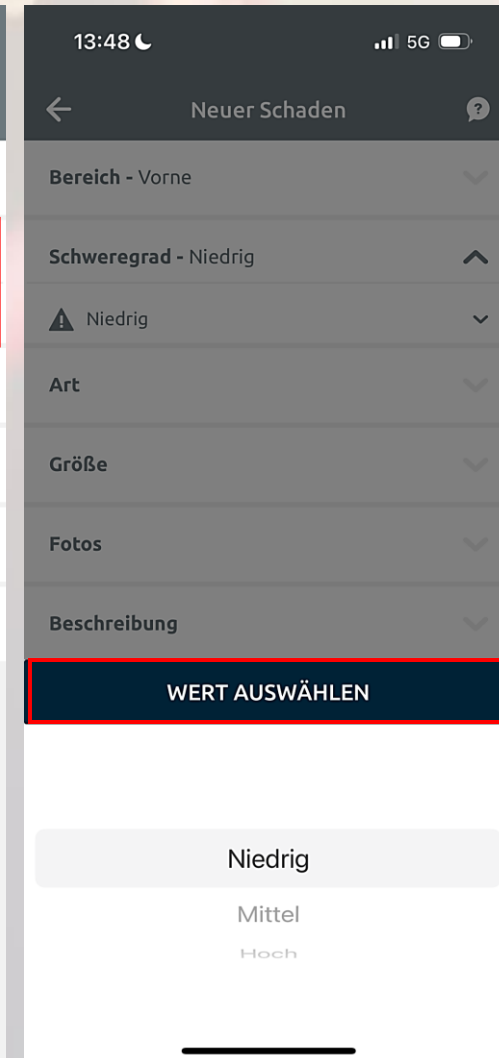 13:48 5G
Neuer Schaden ?
Bereich - Vorne
Schweregrad - Niedrig
Niedrig
Art
Größe
Fotos
Beschreibung
WERT AUSWÄHLEN
Niedrig
Mittel
Hoch